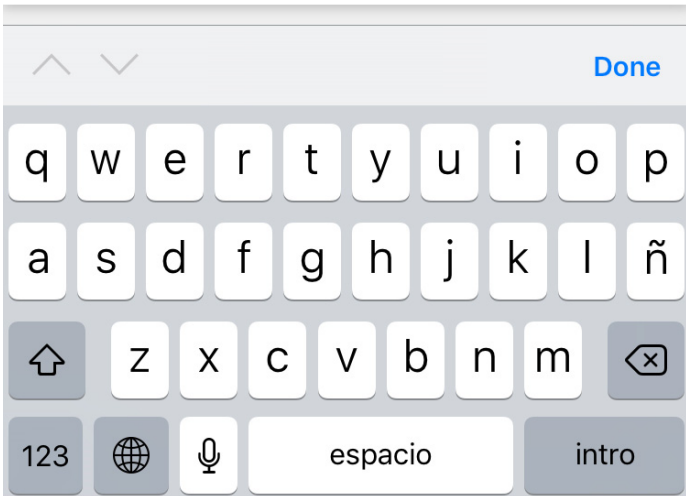 Done
q w e r t y u i o p
a s d f g h j k l ñ
z x c v b n m
123 espacio intro